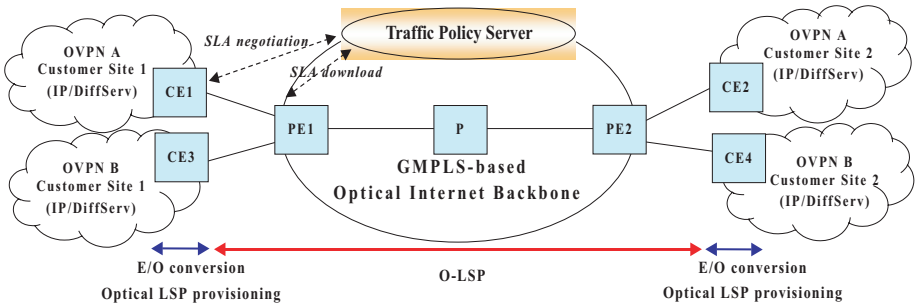 OVPN A
Customer Site 1
(IP/DiffServ)
CE1
SLA negotiation
Traffic Policy Server
SLA download
OVPN A
Customer Site 2
(IP/DiffServ)
CE2
PE1
P
PE2
OVPN B
Customer Site 1
(IP/DiffServ)
CE3
GMPLS-based
Optical Internet Backbone
CE4
OVPN B
Customer Site 2
(IP/DiffServ)
E/O conversion
Optical LSP provisioning
O-LSP
E/O conversion
Optical LSP provisioning